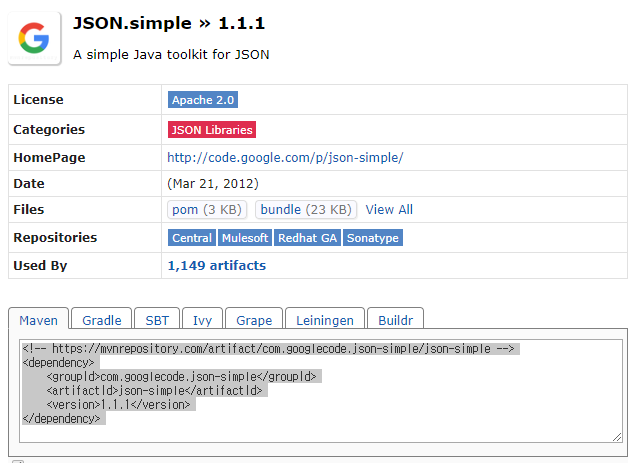 JSON.simple » 1.1.1
A simple Java toolkit for JSON
License Apache 2.0
Categories JSON Libraries
HomePage http://code.google.com/p/json-simple/
Date (Mar 21, 2012)
Files pom (3 KB) bundle (23 KB) View All
Repositories Central Mulesoft Redhat GA Sonatype
Used By 1,149 artifacts
Maven Gradle SBT Ivy Grape Leiningen Buildr
<!-- https://mvnrepository.com/artifact/com.googlecode.json-simple/json-simple -->
<dependency>
    <groupId>com.googlecode.json-simple</groupId>
    <artifactId>json-simple</artifactId>
    <version>1.1.1</version>
</dependency>